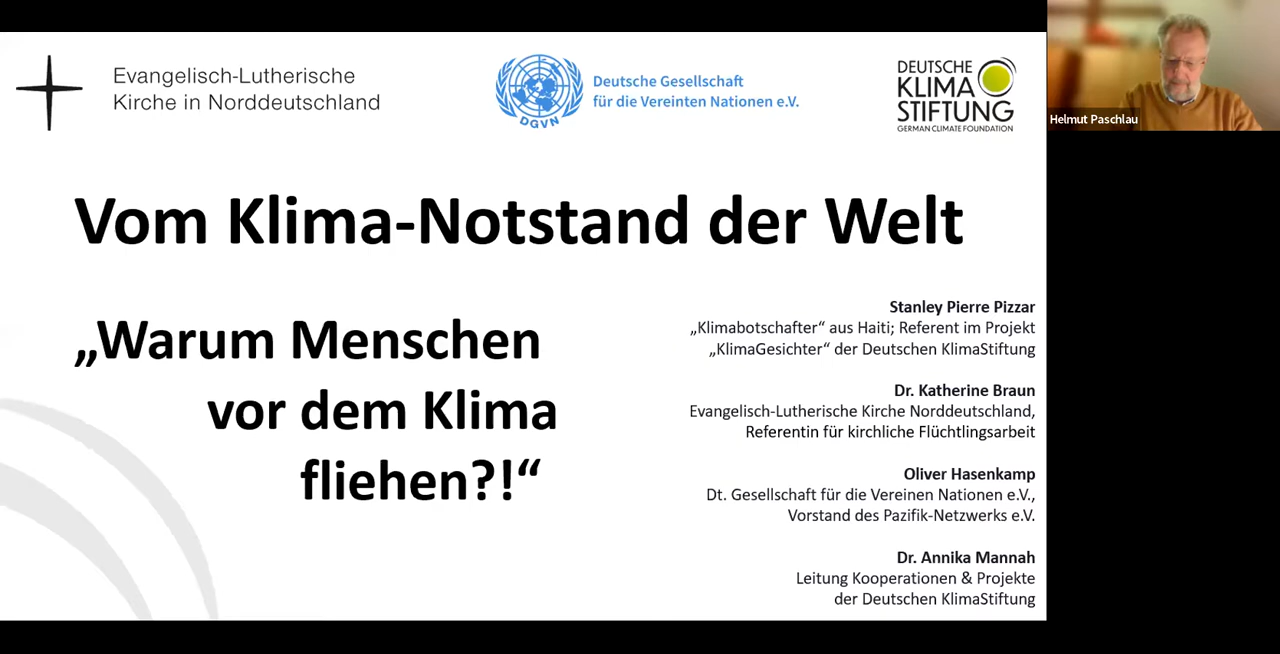 Evangelisch-Lutherische
Kirche in Norddeutschland
DGVN
Deutsche Gesellschaft
für die Vereinten Nationen e.V.
DEUTSCHE
KLIMA
STIFTUNG
GERMAN CLIMATE FOUNDATION
Helmut Paschlau
Vom Klima-Notstand der Welt
„Warum Menschen
vor dem Klima
fliehen?!“
Stanley Pierre Pizzar
„Klimabotschafter“ aus Haiti; Referent im Projekt
„KlimaGesichter“ der Deutschen KlimaStiftung
Dr. Katherine Braun
Evangelisch-Lutherische Kirche Norddeutschland,
Referentin für kirchliche Flüchtlingsarbeit
Oliver Hasenkamp
Dt. Gesellschaft für die Vereinen Nationen e.V.,
Vorstand des Pazifik-Netzwerks e.V.
Dr. Annika Mannah
Leitung Kooperationen & Projekte
der Deutschen KlimaStiftung